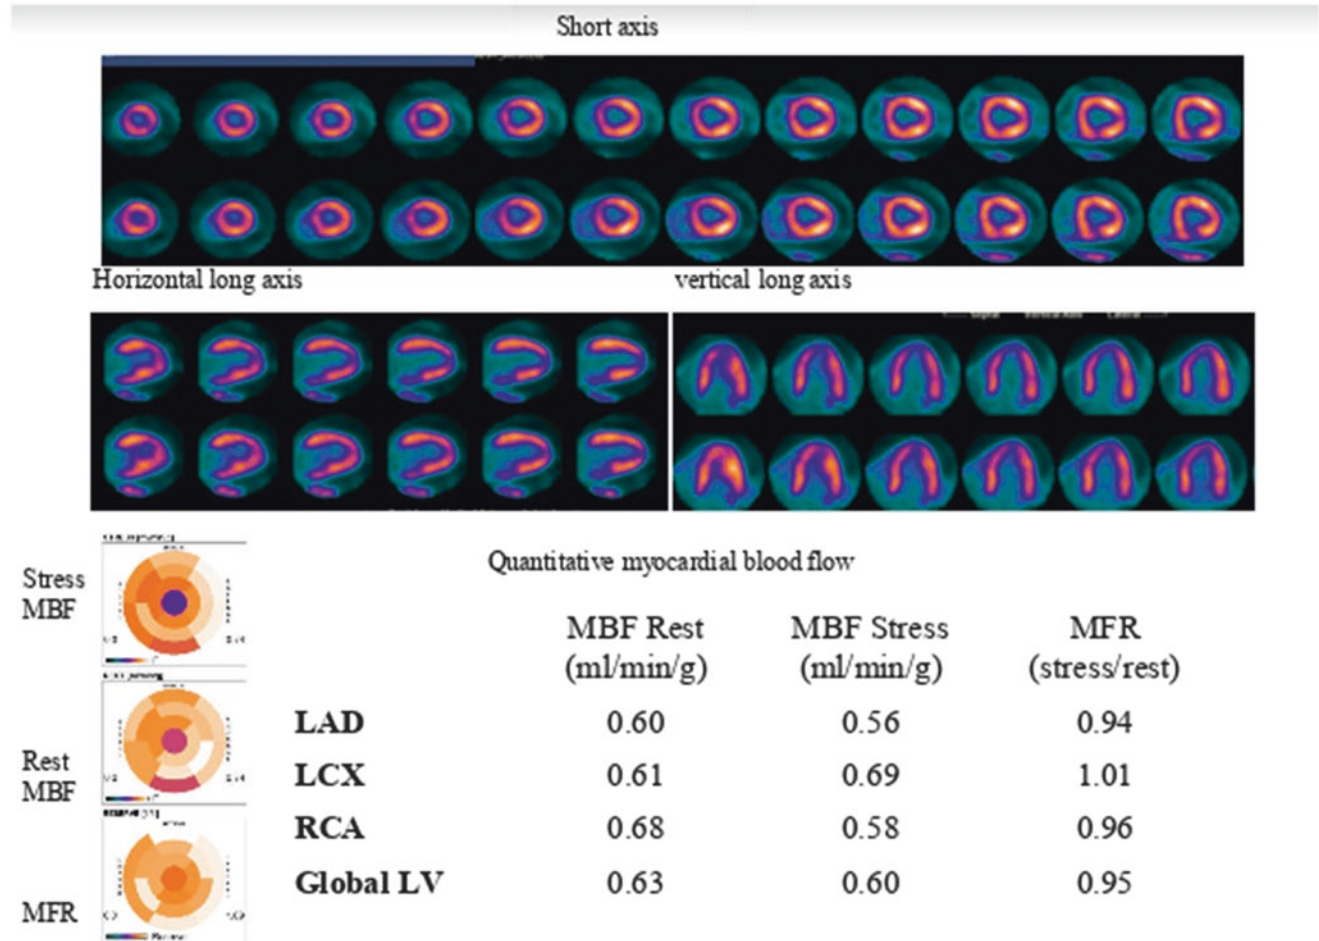 Short axis
Horizontal long axis
vertical long axis
Stress
MBF
Rest
MBF
MFR
Quantitative myocardial blood flow
MBF Rest MBF Stress MFR
(ml/min/g) (ml/min/g) (stress/rest)
LAD 0.60 0.56 0.94
LCX 0.61 0.69 1.01
RCA 0.68 0.58 0.96
Global LV 0.63 0.60 0.95